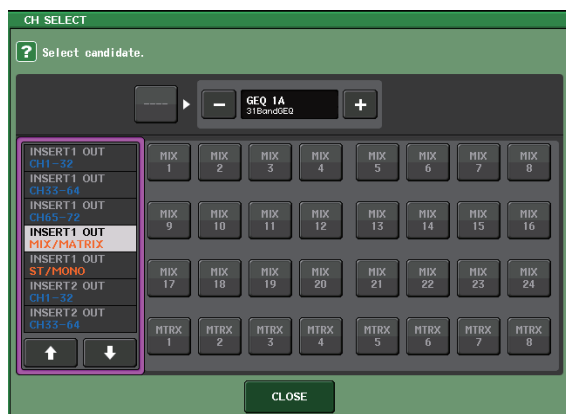 CH SELECT
? Select candidate.
----
GEQ 1A
31BandGEQ
INSERT1 OUT
CH1-32
INSERT1 OUT
CH33-64
INSERT1 OUT
CH65-72
INSERT1 OUT
MIX/MATRIX
INSERT1 OUT
ST/MONO
INSERT2 OUT
CH1-32
INSERT2 OUT
CH33-64
MIX 1
MIX 2
MIX 3
MIX 4
MIX 5
MIX 6
MIX 7
MIX 8
MIX 9
MIX 10
MIX 11
MIX 12
MIX 13
MIX 14
MIX 15
MIX 16
MIX 17
MIX 18
MIX 19
MIX 20
MIX 21
MIX 22
MIX 23
MIX 24
MTRX 1
MTRX 2
MTRX 3
MTRX 4
MTRX 5
MTRX 6
MTRX 7
MTRX 8
CLOSE